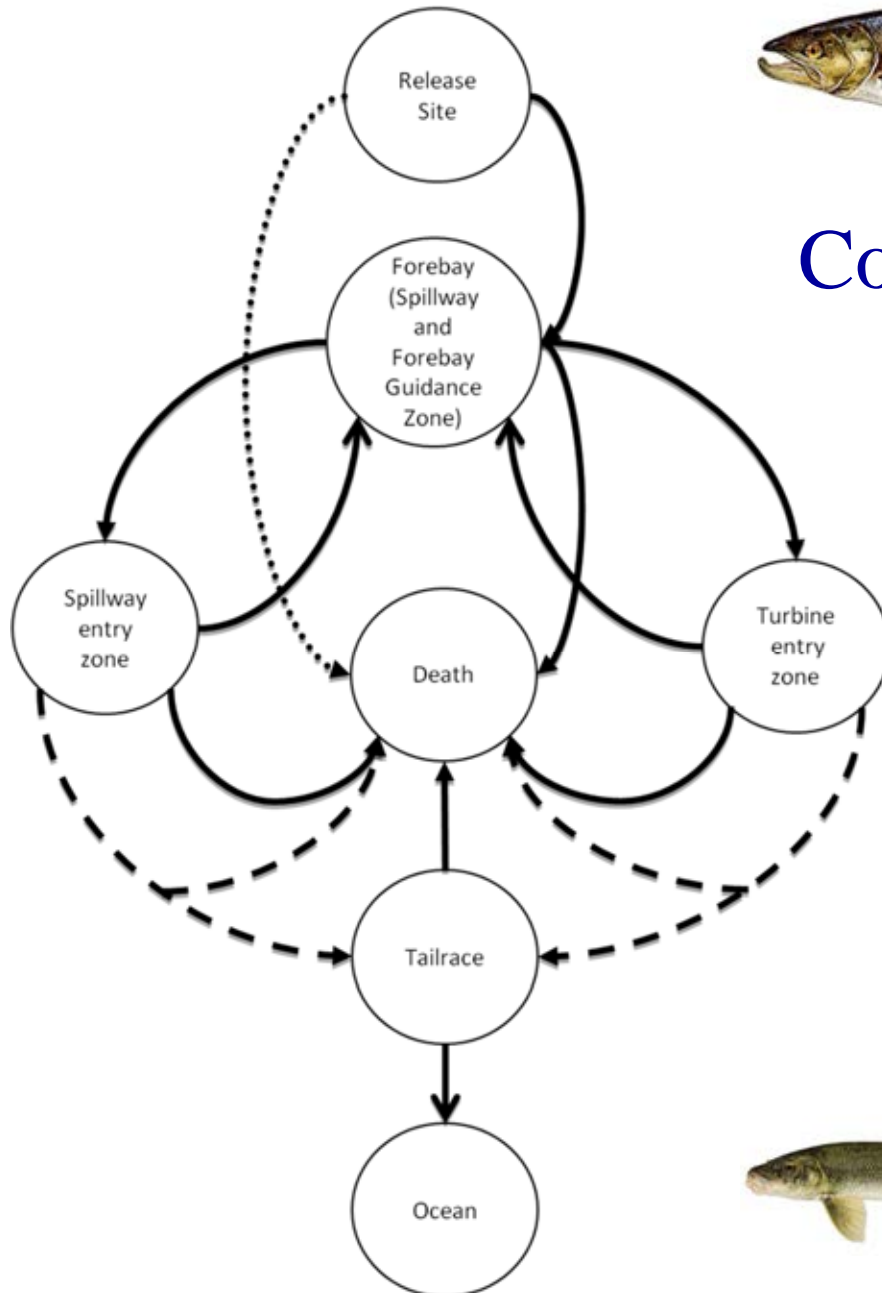 Release
Site
Co
Forebay
(Spillway
and
Forebay
Guidance
Zone)
Spillway
entry
zone
Turbine
entry
zone
Death
Tailrace
Ocean